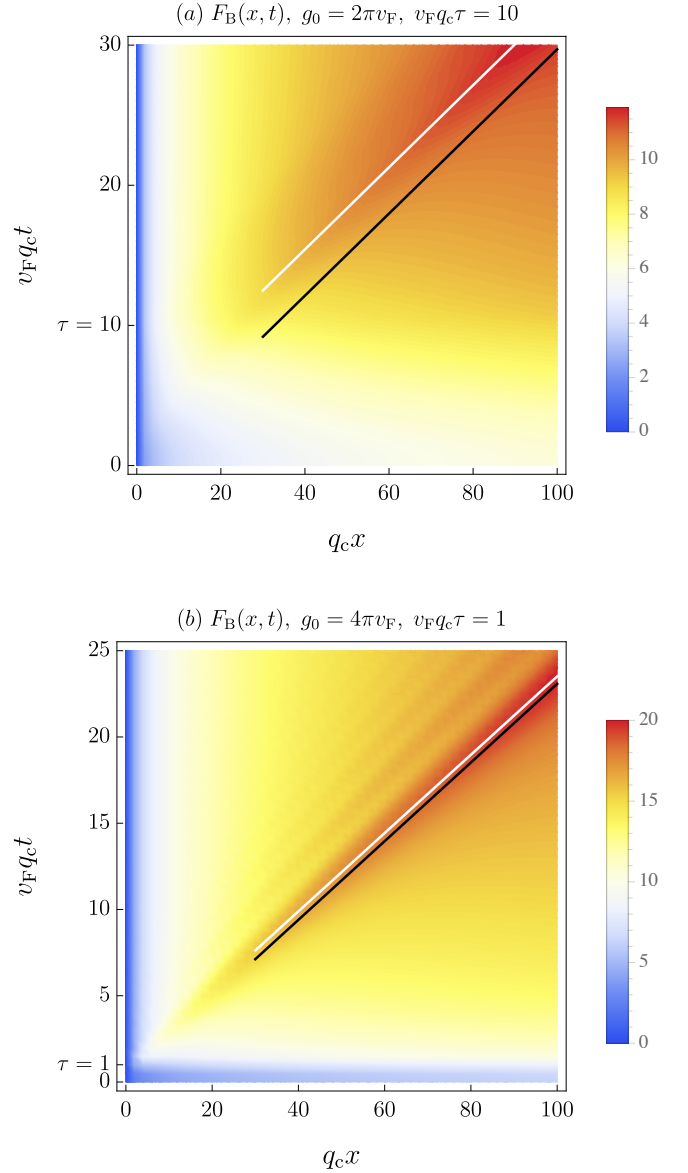 (a) F_B(x, t), g_0 = 2πv_F, v_F q_c τ = 10
30
20
τ = 10
0
v_F q_c t
0 20 40 60 80 100
q_c x
10
8
6
4
2
0
(b) F_B(x, t), g_0 = 4πv_F, v_F q_c τ = 1
25
20
15
10
5
τ = 1
0
v_F q_c t
0 20 40 60 80 100
q_c x
20
15
10
5
0